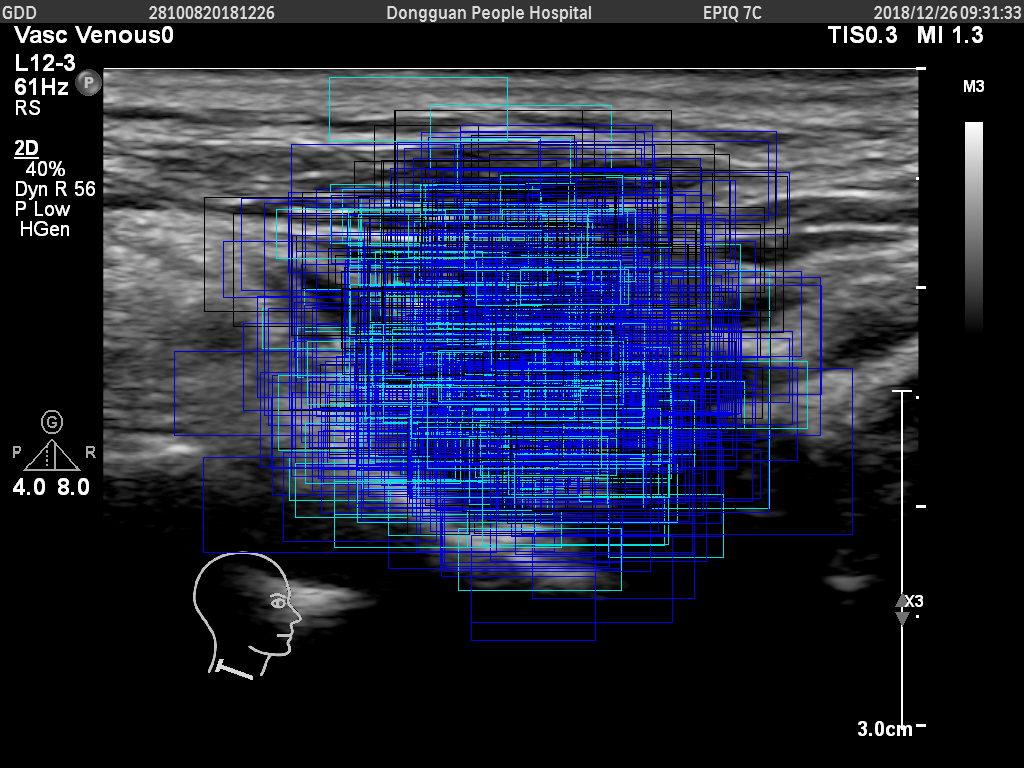 GDD 28100820181226 Dongguan People Hospital EPIQ 7C 2018/12/26 09:31:33
Vasc Venous0 TIS0.3 MI 1.3
L12-3
61Hz P
RS
M3
2D
40%
Dyn R 56
P Low
HGen
G
P R
4.0 8.0
X3
3.0cm